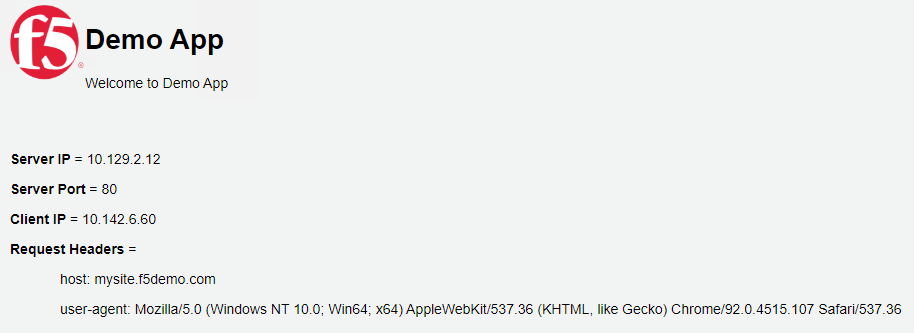 f5
Demo App
Welcome to Demo App
Server IP = 10.129.2.12
Server Port = 80
Client IP = 10.142.6.60
Request Headers =
host: mysite.f5demo.com
user-agent: Mozilla/5.0 (Windows NT 10.0; Win64; x64) AppleWebKit/537.36 (KHTML, like Gecko) Chrome/92.0.4515.107 Safari/537.36